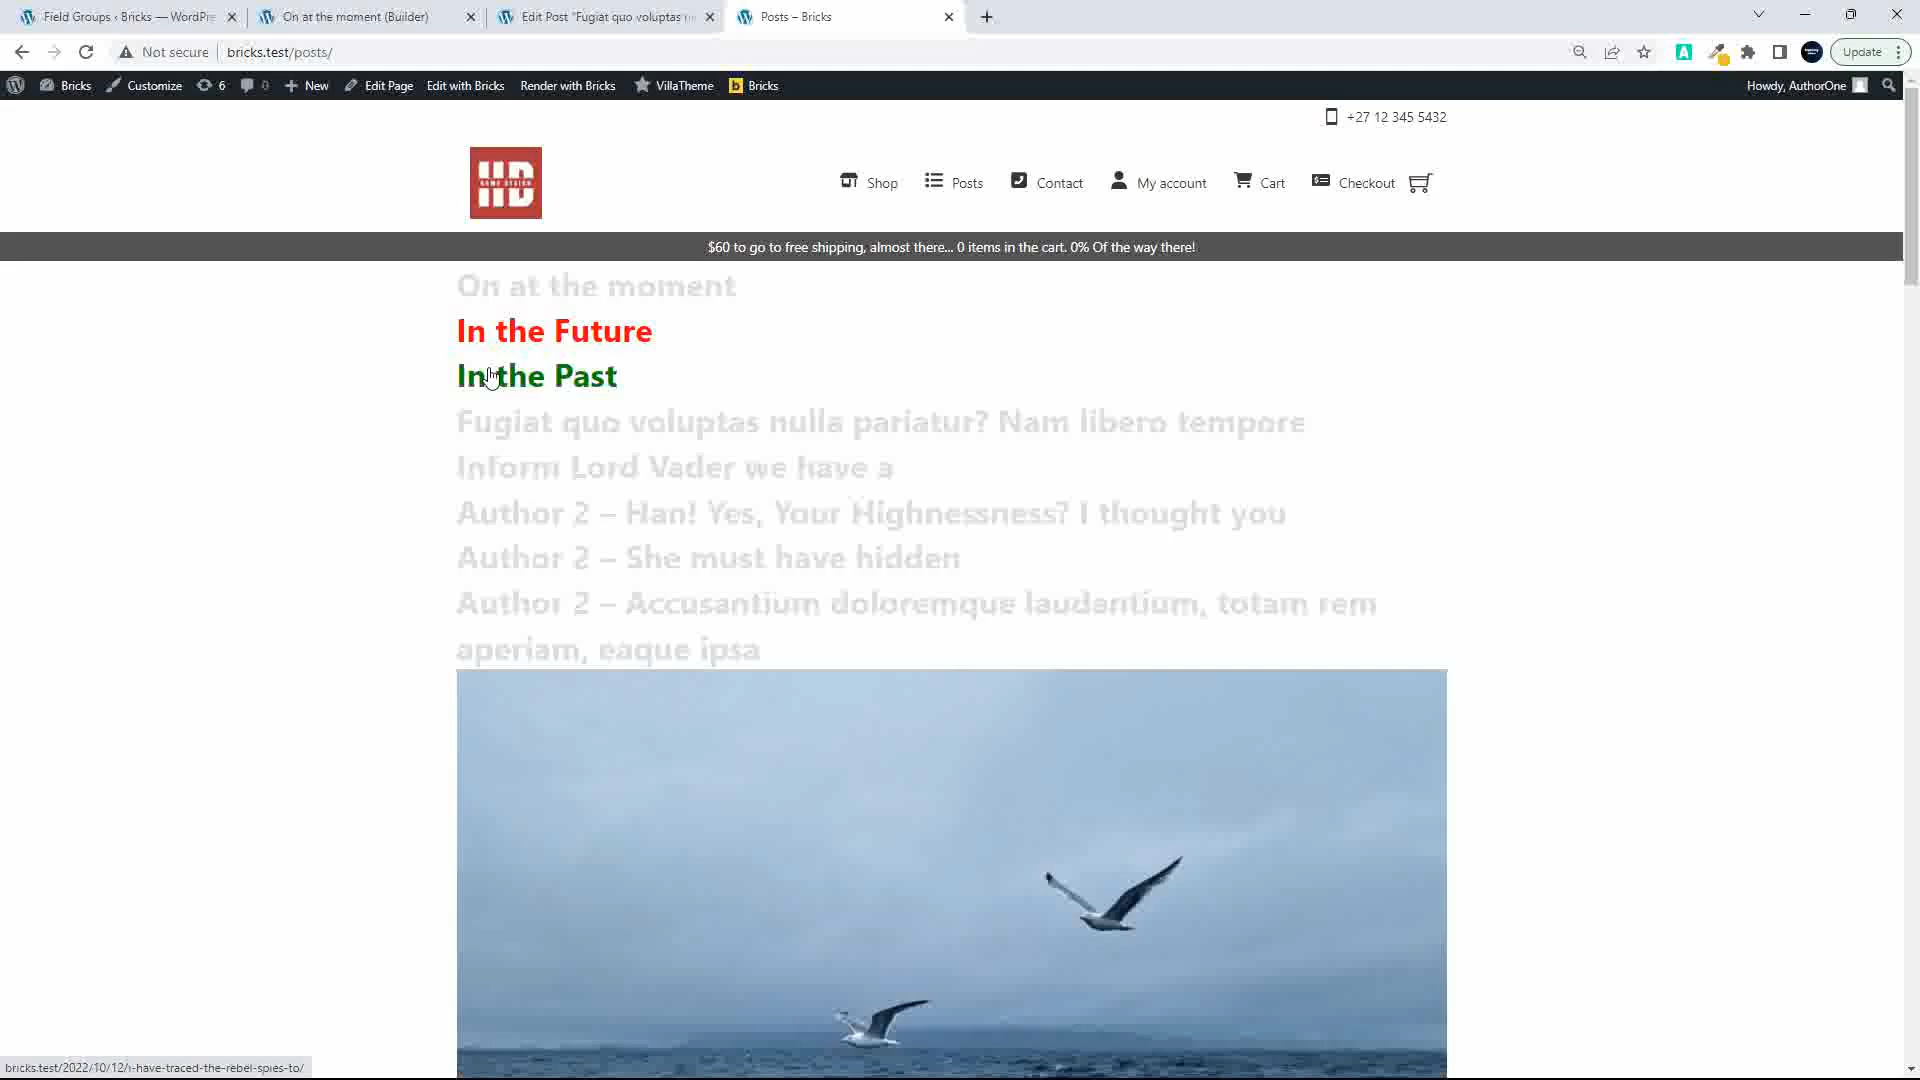 Field Groups ‹ Bricks — WordPre
On at the moment (Builder)
Edit Post "Fugiat quo voluptas n
Posts – Bricks
Not secure
bricks.test/posts/
Update
Bricks
Customize
6
0
New
Edit Page
Edit with Bricks
Render with Bricks
VillaTheme
b Bricks
Howdy, AuthorOne
+27 12 345 5432
HD
HOME DESIGN
Shop
Posts
Contact
My account
Cart
Checkout
$60 to go to free shipping, almost there... 0 items in the cart. 0% Of the way there!
On at the moment
In the Future
In the Past
Fugiat quo voluptas nulla pariatur? Nam libero tempore
Inform Lord Vader we have a
Author 2 – Han! Yes, Your Highnessness? I thought you
Author 2 – She must have hidden
Author 2 – Accusantium doloremque laudantium, totam rem
aperiam, eaque ipsa
bricks.test/2022/10/12/i-have-traced-the-rebel-spies-to/